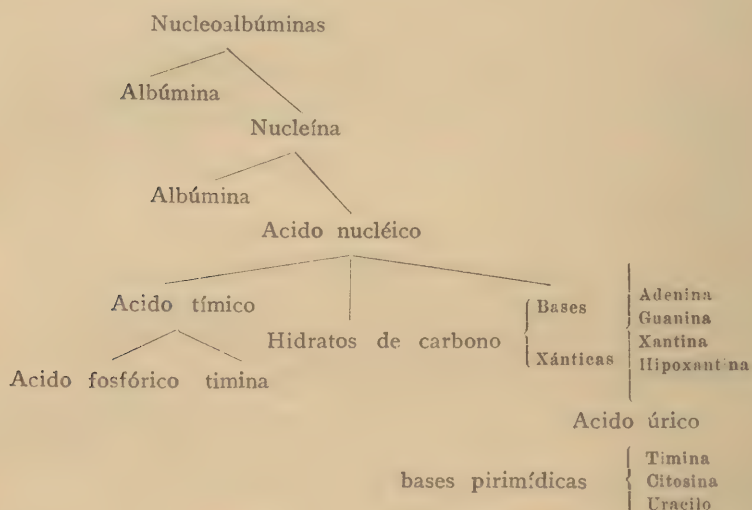 Nucleoalbúminas
Albúmina
Nucleína
Albúmina
Acido nucléico
Acido tímico
Hidratos de carbono
Bases
Xánticas
Adenina
Guanina
Xantina
Hipoxantina
Acido fosfórico timina
Acido úrico
bases pirimídicas
Timina
Citosina
Uracilo